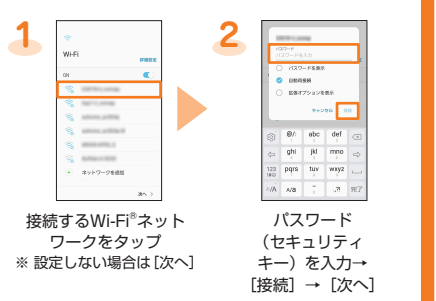 1
Wi-Fi
詳細設定
ON
ネットワークを追加
次へ >
接続するWi-Fi®ネット
ワークをタップ
※ 設定しない場合は[次へ]
2
パスワード
パスワードを入力
パスワードを表示
自動再接続
拡張オプションを表示
キャンセル 接続
@/: abc def
ghi jkl mno
123 pqrs tuv wxyz
A/a .,?! 完了
パスワード
(セキュリティ
キー)を入力→
[接続] → [次へ]